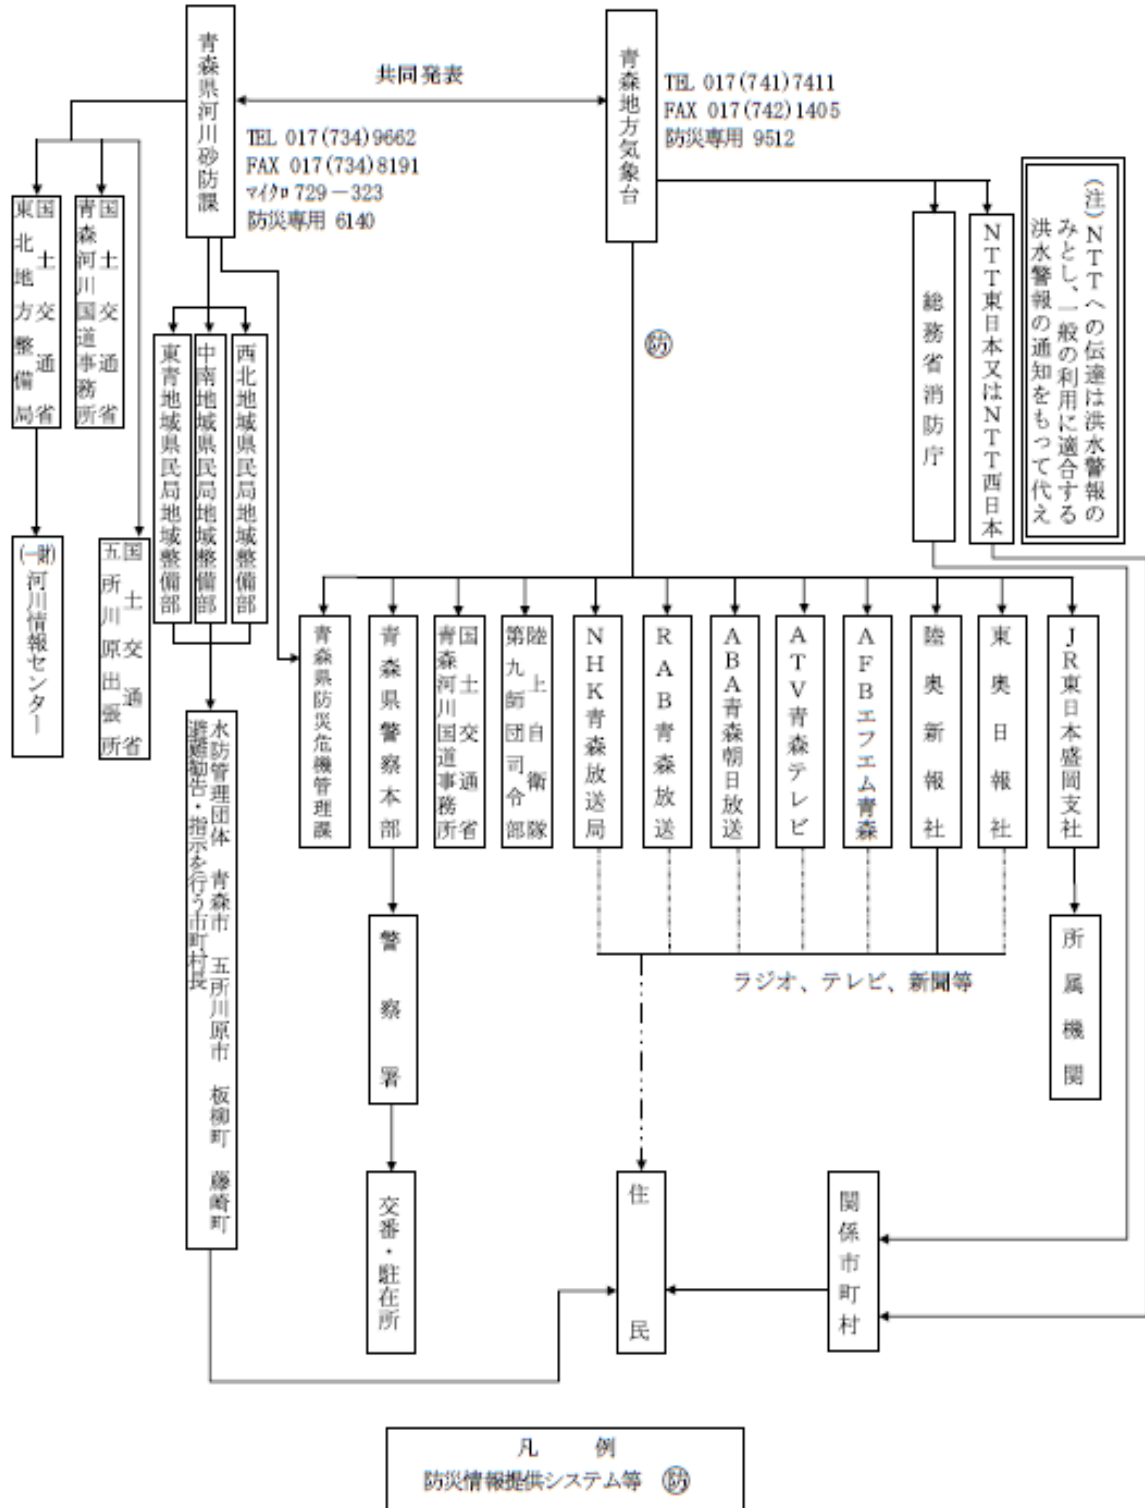 青森県河川砂防課
共同発表
青森地方気象台
TEL 017(741)7411
FAX 017(742)1405
防災専用 9512
TEL 017(734)9662
FAX 017(734)8191
ﾏｲｸﾛ 729－323
防災専用 6140
国土交通省
東北地方整備局
国土交通省
青森河川国道事務所
総務省消防庁
NTT東日本又はNTT西日本
(注)NTTへの伝達は洪水警報の
みとし、一般の利用に適合する
洪水警報の通知をもって代え
㊁防
東青地域県民局地域整備部
中南地域県民局地域整備部
西北地域県民局地域整備部
(一財)河川情報センター
国土交通省
五所川原出張所
青森県防災危機管理課
青森県警察本部
国土交通省
青森河川国道事務所
陸上自衛隊
第九師団司令部
NHK青森放送局
RAB青森放送
ABA青森朝日放送
ATV青森テレビ
AFBエフエム青森
陸奥新報社
東奥日報社
JR東日本盛岡支社
水防管理団体 青森市 五所川原市 板柳町 藤崎町
避難勧告・指示を行う市町村長
警察署
ラジオ、テレビ、新聞等
所属機関
交番・駐在所
住民
関係市町村
凡 例
防災情報提供システム等 防